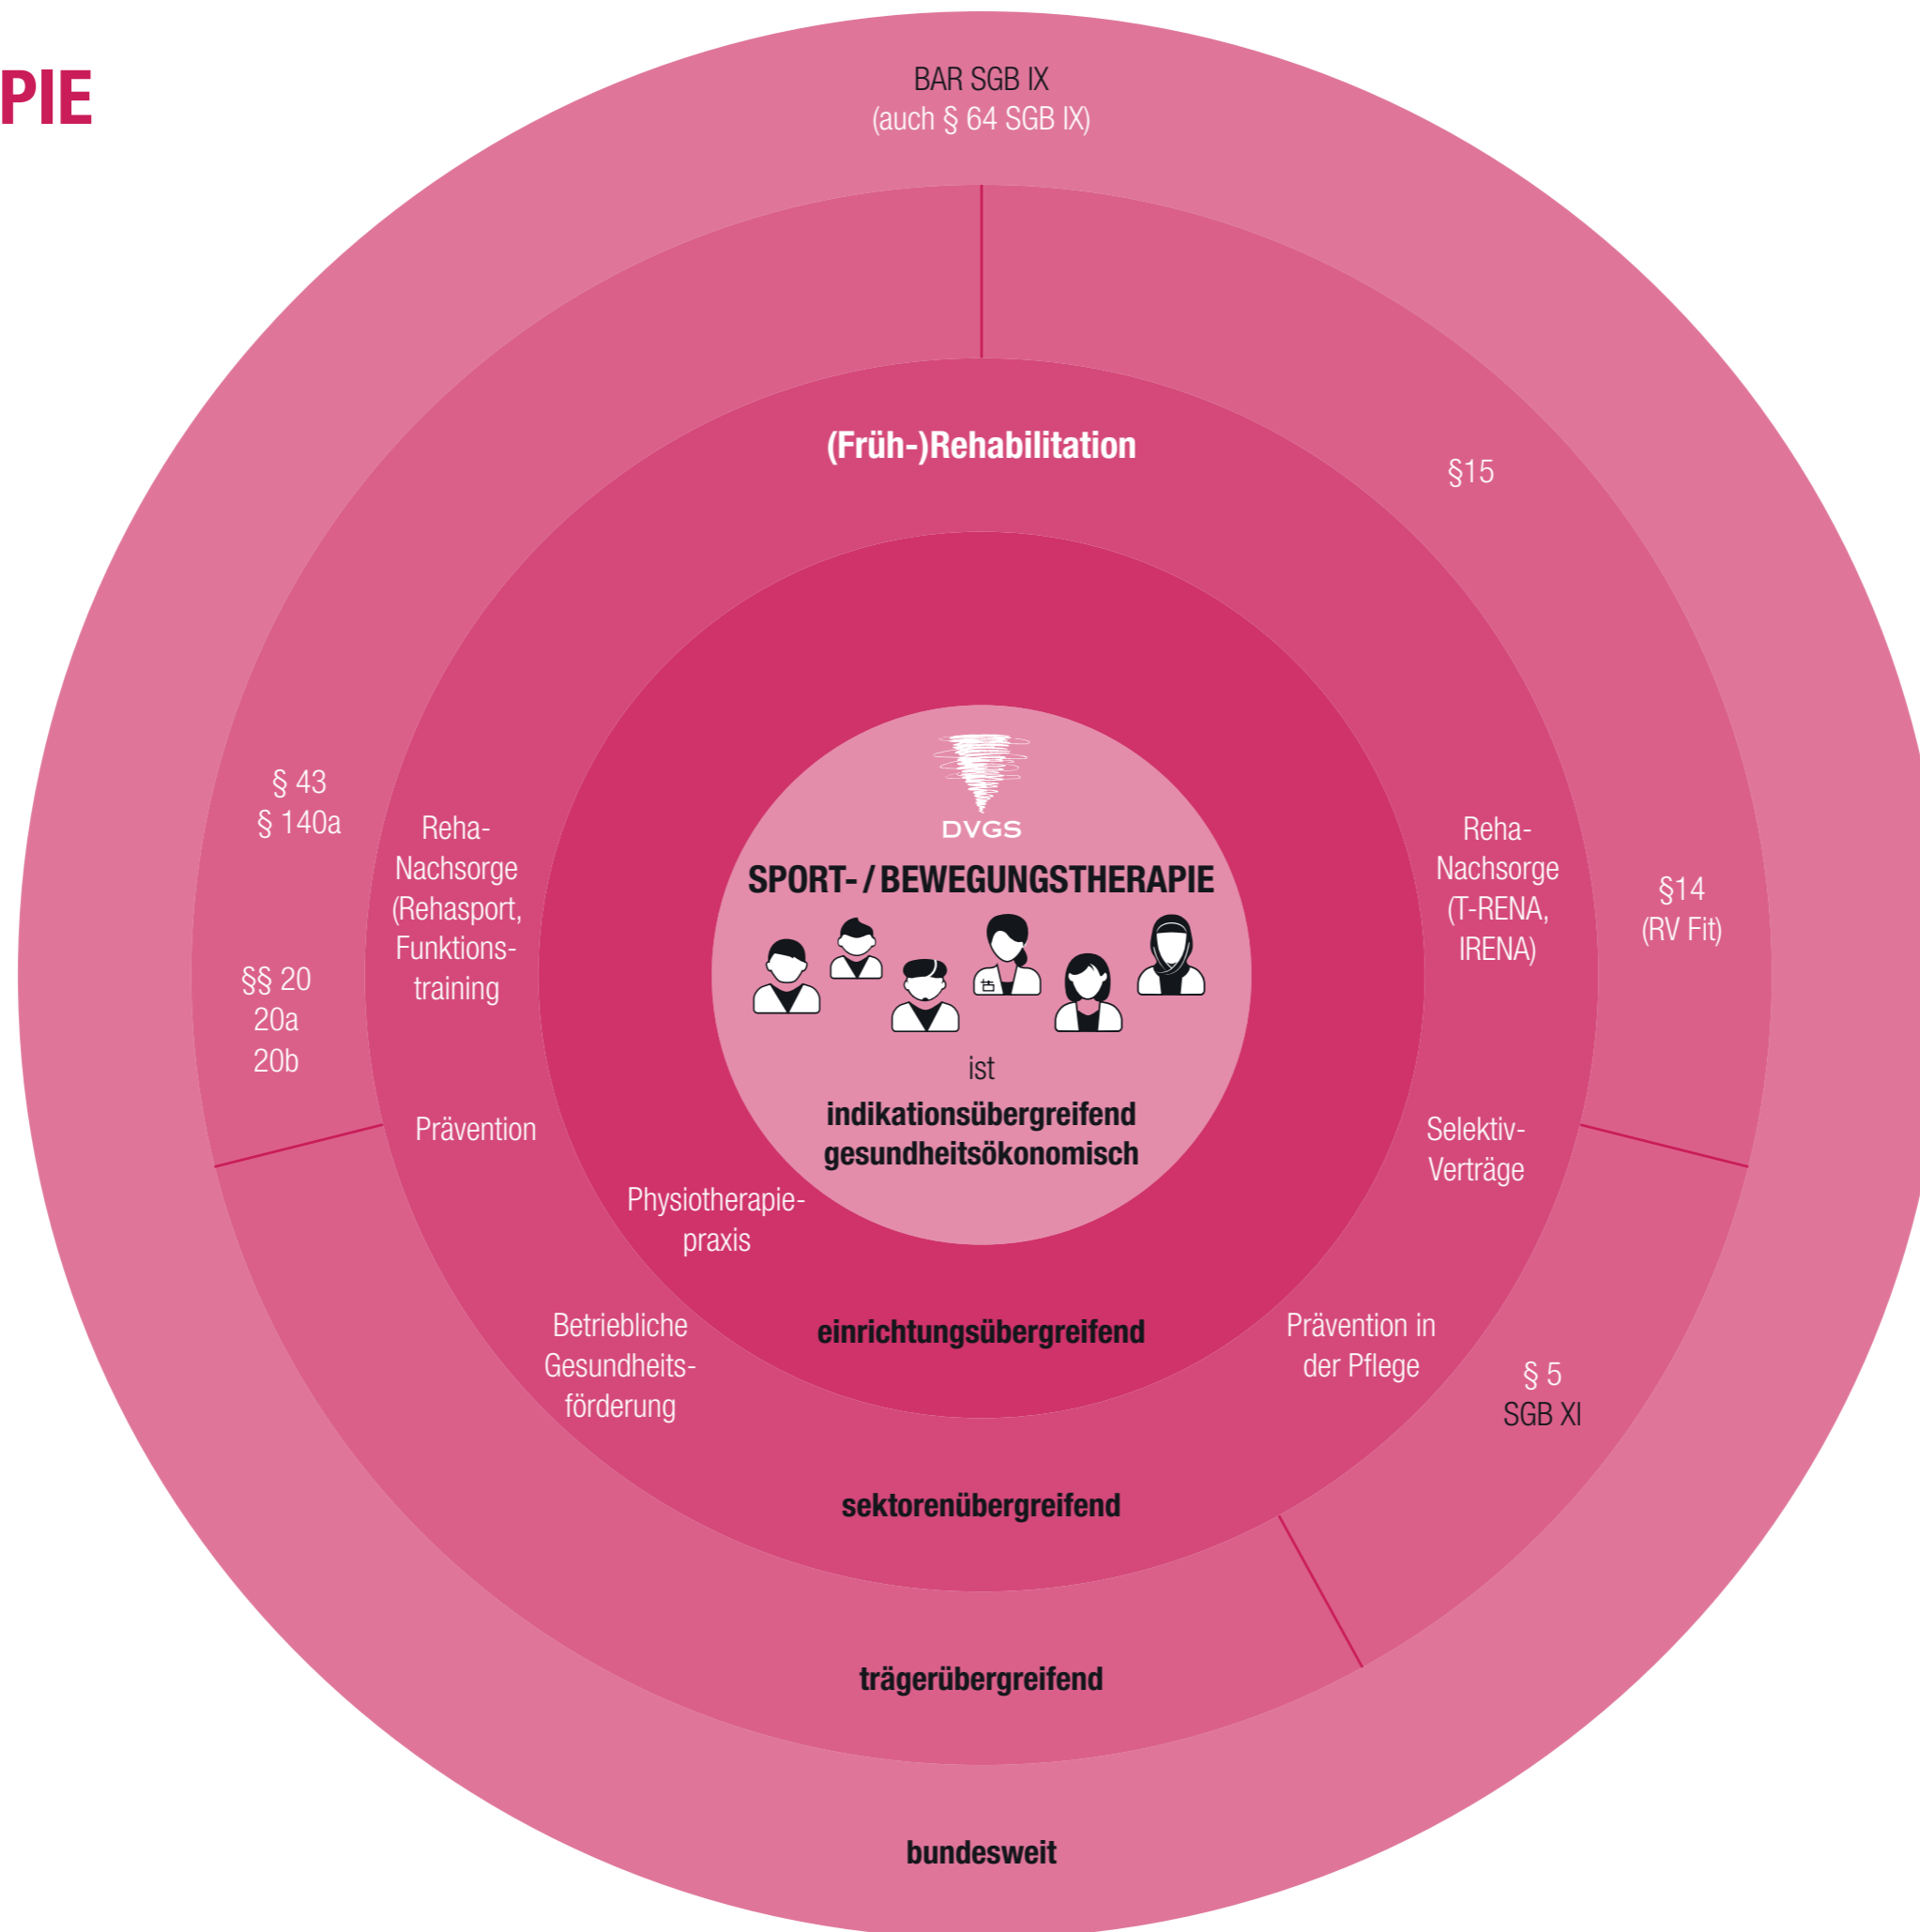 PIE
BAR SGB IX
(auch § 64 SGB IX)
(Früh-)Rehabilitation
§15
§ 43
§ 140a
§§ 20
20a
20b
Reha-
Nachsorge
(Rehasport,
Funktions-
training
DVGS
SPORT- / BEWEGUNGSTHERAPIE
ist
indikationsübergreifend
gesundheitsökonomisch
Reha-
Nachsorge
(T-RENA,
IRENA)
§14
(RV Fit)
Prävention
Selektiv-
Verträge
Physiotherapie-
praxis
Betriebliche
Gesundheits-
förderung
einrichtungsübergreifend
Prävention in
der Pflege
§ 5
SGB XI
sektorenübergreifend
trägerübergreifend
bundesweit